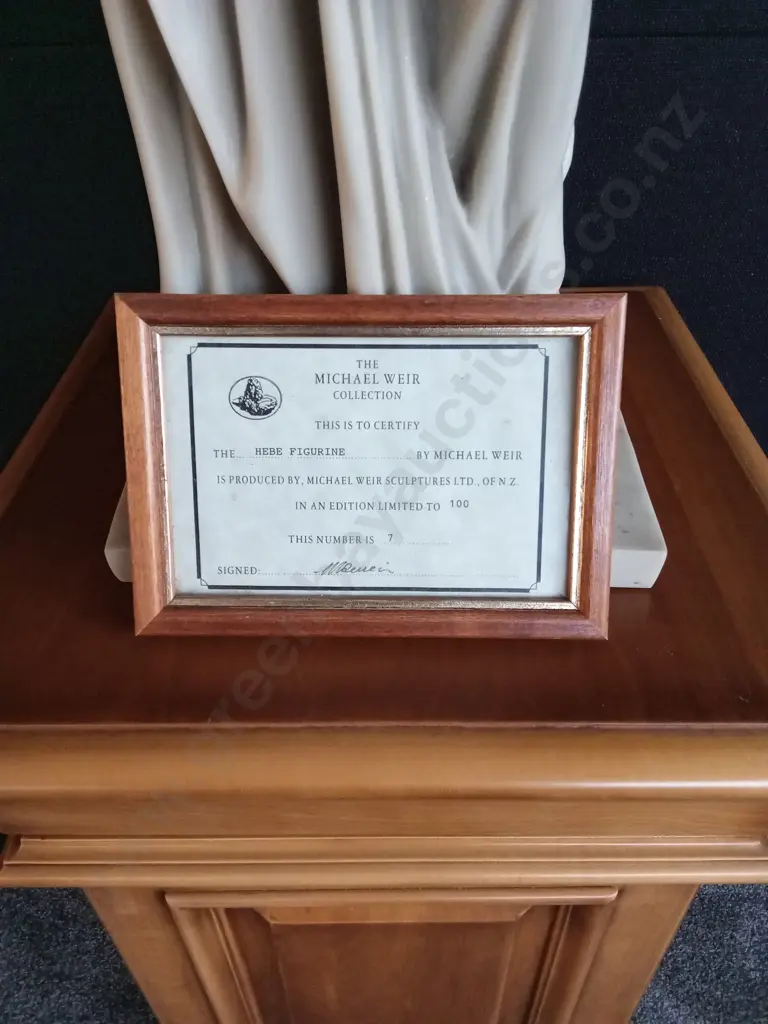 THE
MICHAEL WEIR
COLLECTION
THIS IS TO CERTIFY
THE HEBE FIGURINE BY MICHAEL WEIR
IS PRODUCED BY, MICHAEL WEIR SCULPTURES LTD., OF N.Z.
IN AN EDITION LIMITED TO 100
THIS NUMBER IS 7
SIGNED: